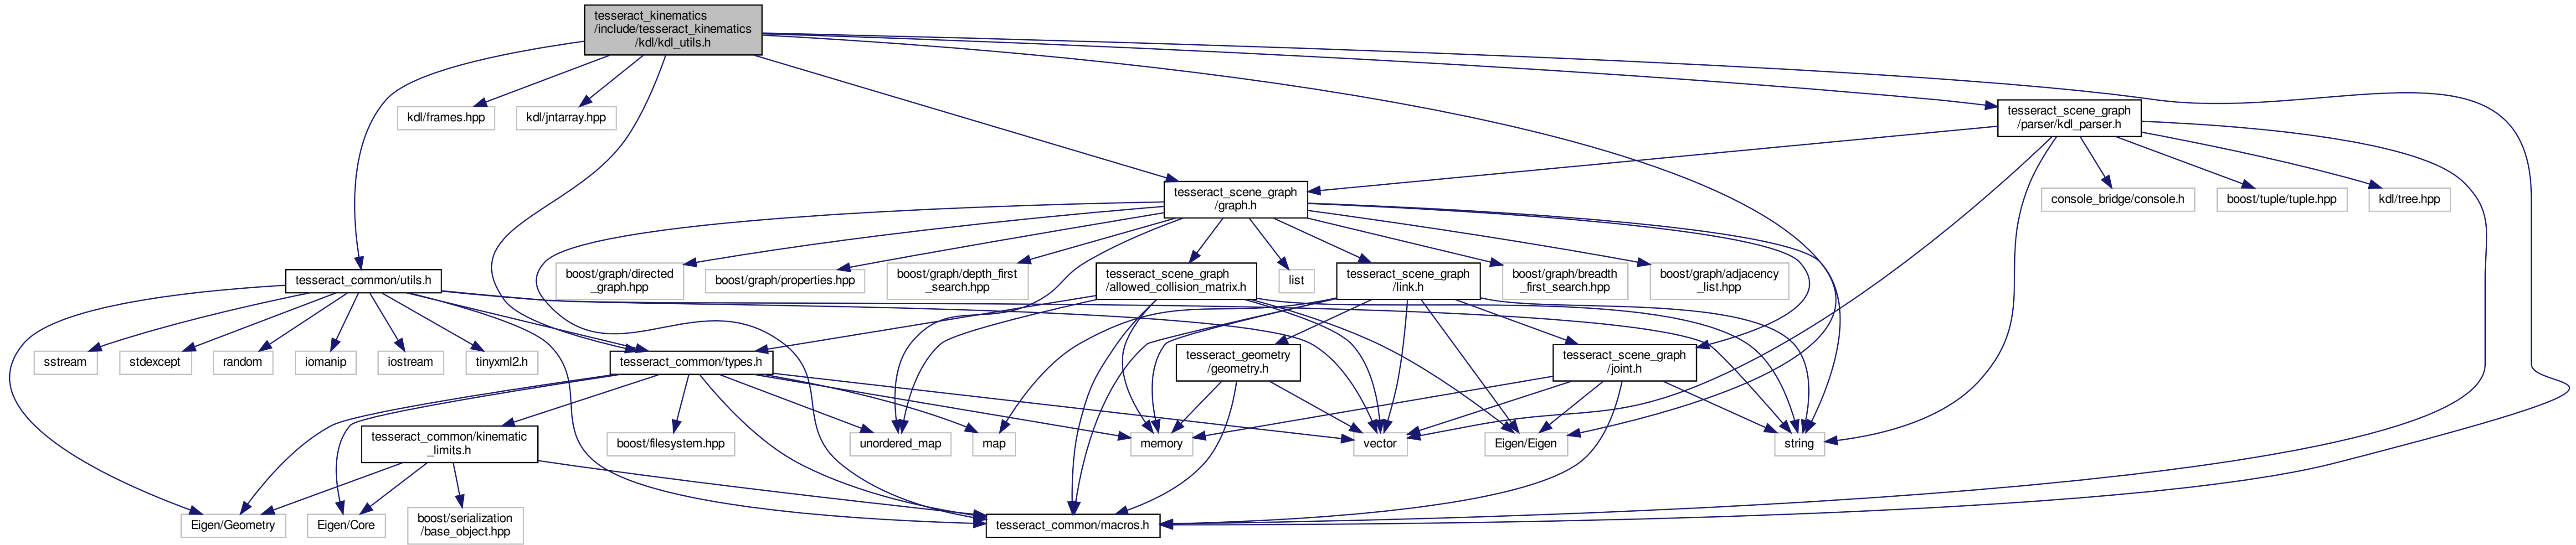 tesseract_kinematics
/include/tesseract_kinematics
/kdl/kdl_utils.h
kdl/frames.hpp
kdl/jntarray.hpp
tesseract_scene_graph
/parser/kdl_parser.h
tesseract_scene_graph
/graph.h
console_bridge/console.h
boost/tuple/tuple.hpp
kdl/tree.hpp
tesseract_common/utils.h
boost/graph/directed
_graph.hpp
boost/graph/properties.hpp
boost/graph/depth_first
_search.hpp
tesseract_scene_graph
/allowed_collision_matrix.h
list
tesseract_scene_graph
/link.h
boost/graph/breadth
_first_search.hpp
boost/graph/adjacency
_list.hpp
sstream
stdexcept
random
iomanip
iostream
tinyxml2.h
tesseract_common/types.h
tesseract_geometry
/geometry.h
tesseract_scene_graph
/joint.h
tesseract_common/kinematic
_limits.h
boost/filesystem.hpp
unordered_map
map
memory
vector
Eigen/Eigen
string
Eigen/Geometry
Eigen/Core
boost/serialization
/base_object.hpp
tesseract_common/macros.h